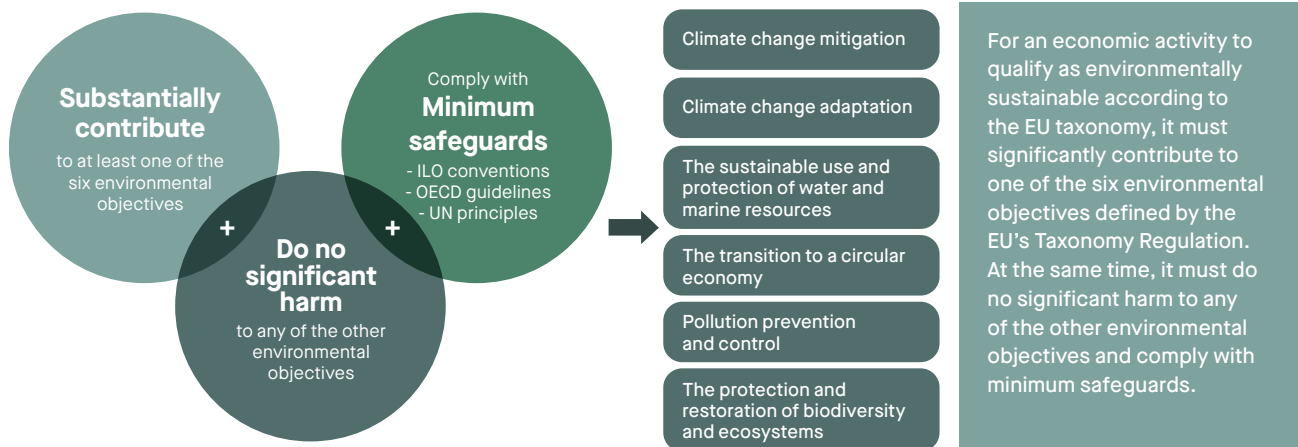 Substantially
contribute
to at least one of the
six environmental
objectives
+
Do no
significant
harm
to any of the other
environmental
objectives
+
Comply with
Minimum
safeguards
- ILO conventions
- OECD guidelines
- UN principles
Climate change mitigation
Climate change adaptation
The sustainable use and
protection of water and
marine resources
The transition to a circular
economy
Pollution prevention
and control
The protection and
restoration of biodiversity
and ecosystems
For an economic activity to
qualify as environmentally
sustainable according to
the EU taxonomy, it must
significantly contribute to
one of the six environmental
objectives defined by the
EU's Taxonomy Regulation.
At the same time, it must do
no significant harm to any
of the other environmental
objectives and comply with
minimum safeguards.